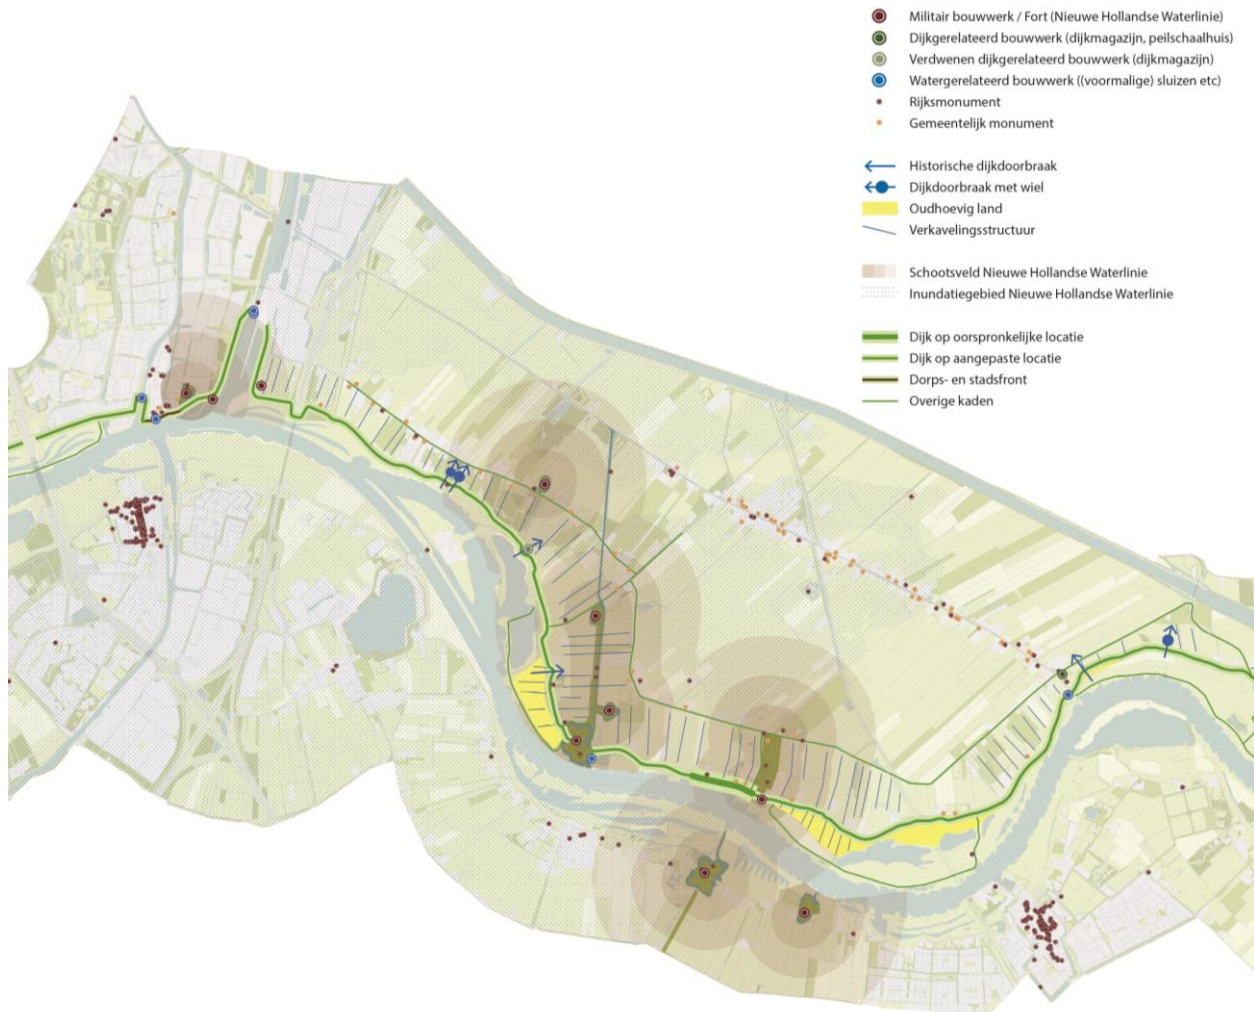 Militair bouwwerk / Fort (Nieuwe Hollandse Waterlinie)
Dijkgerelateerd bouwwerk (dijkmagazijn, peilschaalhuis)
Verdwenen dijkgerelateerd bouwwerk (dijkmagazijn)
Watergerelateerd bouwwerk ((voormalige) sluizen etc)
Rijksmonument
Gemeentelijk monument
Historische dijkdoorbraak
Dijkdoorbraak met wiel
Oudhoevig land
Verkavelingsstructuur
Schootsveld Nieuwe Hollandse Waterlinie
Inundatiegebied Nieuwe Hollandse Waterlinie
Dijk op oorspronkelijke locatie
Dijk op aangepaste locatie
Dorps- en stadsfront
Overige kaden